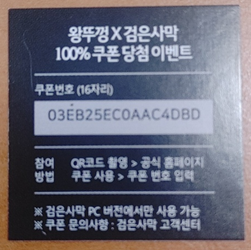 왕뚜껑 X 검은사막
100% 쿠폰 당첨 이벤트
쿠폰번호 (16자리)
03EB25EC0AAC4DBD
참여 QR코드 촬영 > 공식 홈페이지
방법 쿠폰 사용 > 쿠폰 번호 입력
※ 검은사막 PC 버전에서만 사용 가능
※ 쿠폰 문의사항 : 검은사막 고객센터